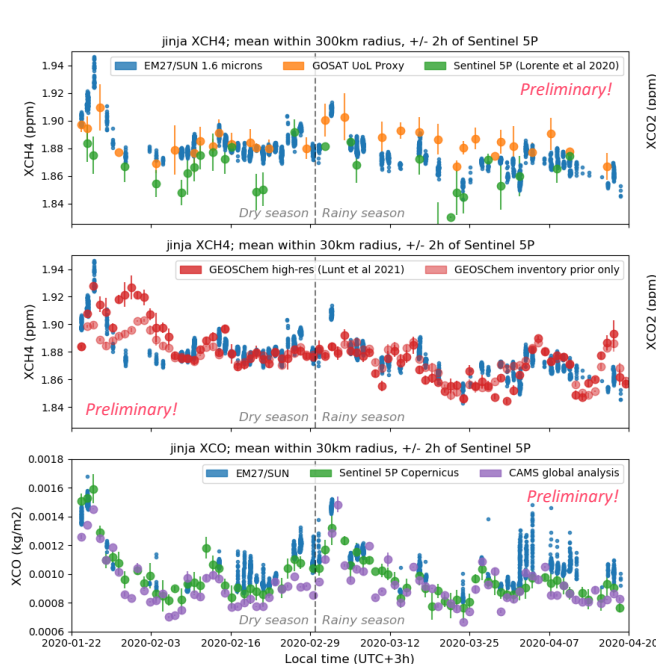 jinja XCH4; mean within 300km radius, +/- 2h of Sentinel 5P
EM27/SUN 1.6 microns GOSAT UoL Proxy Sentinel 5P (Lorente et al 2020)
Preliminary!
XCH4 (ppm)
1.94
1.92
1.90
1.88
1.86
1.84
Dry season Rainy season
XCO2 (ppm)
jinja XCH4; mean within 30km radius, +/- 2h of Sentinel 5P
GEOSChem high-res (Lunt et al 2021) GEOSChem inventory prior only
XCH4 (ppm)
1.94
1.92
1.90
1.88
1.86
1.84
Preliminary!
Dry season Rainy season
XCO2 (ppm)
jinja XCO; mean within 30km radius, +/- 2h of Sentinel 5P
EM27/SUN Sentinel 5P Copernicus CAMS global analysis
Preliminary!
XCO (kg/m2)
0.0018
0.0016
0.0014
0.0012
0.0010
0.0008
0.0006
Dry season Rainy season
2020-01-22 2020-02-03 2020-02-16 2020-02-29 2020-03-12 2020-03-25 2020-04-07 2020-04-20
Local time (UTC+3h)